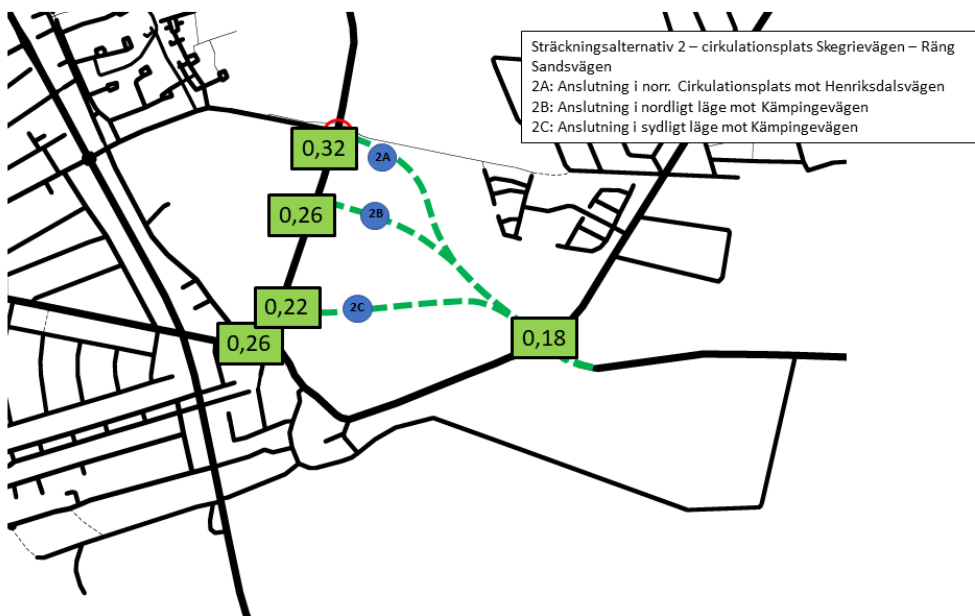 Sträckningsalternativ 2 – cirkulationsplats Skegrievägen – Räng
Sandsvägen
2A: Anslutning i norr. Cirkulationsplats mot Henriksdalsvägen
2B: Anslutning i nordligt läge mot Kämpingevägen
2C: Anslutning i sydligt läge mot Kämpingevägen
0,32
2A
0,26
2B
0,22
2C
0,26
0,18